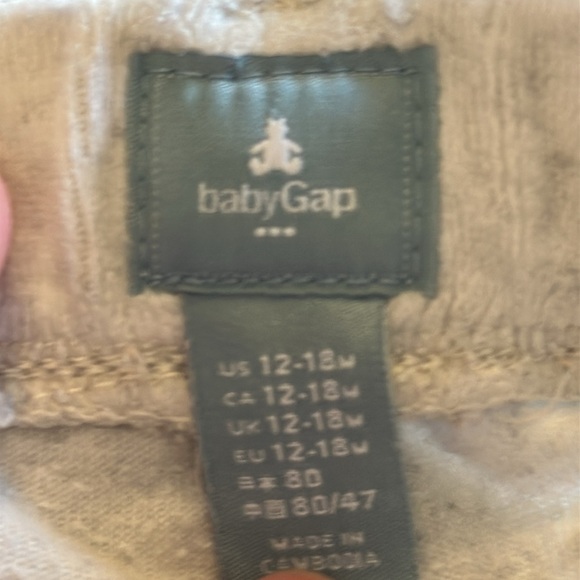 babyGap
US 12-18M
CA 12-18M
UK 12-18M
EU 12-18M
日本 80
中国 80/47
MADE IN
CAMBODIA